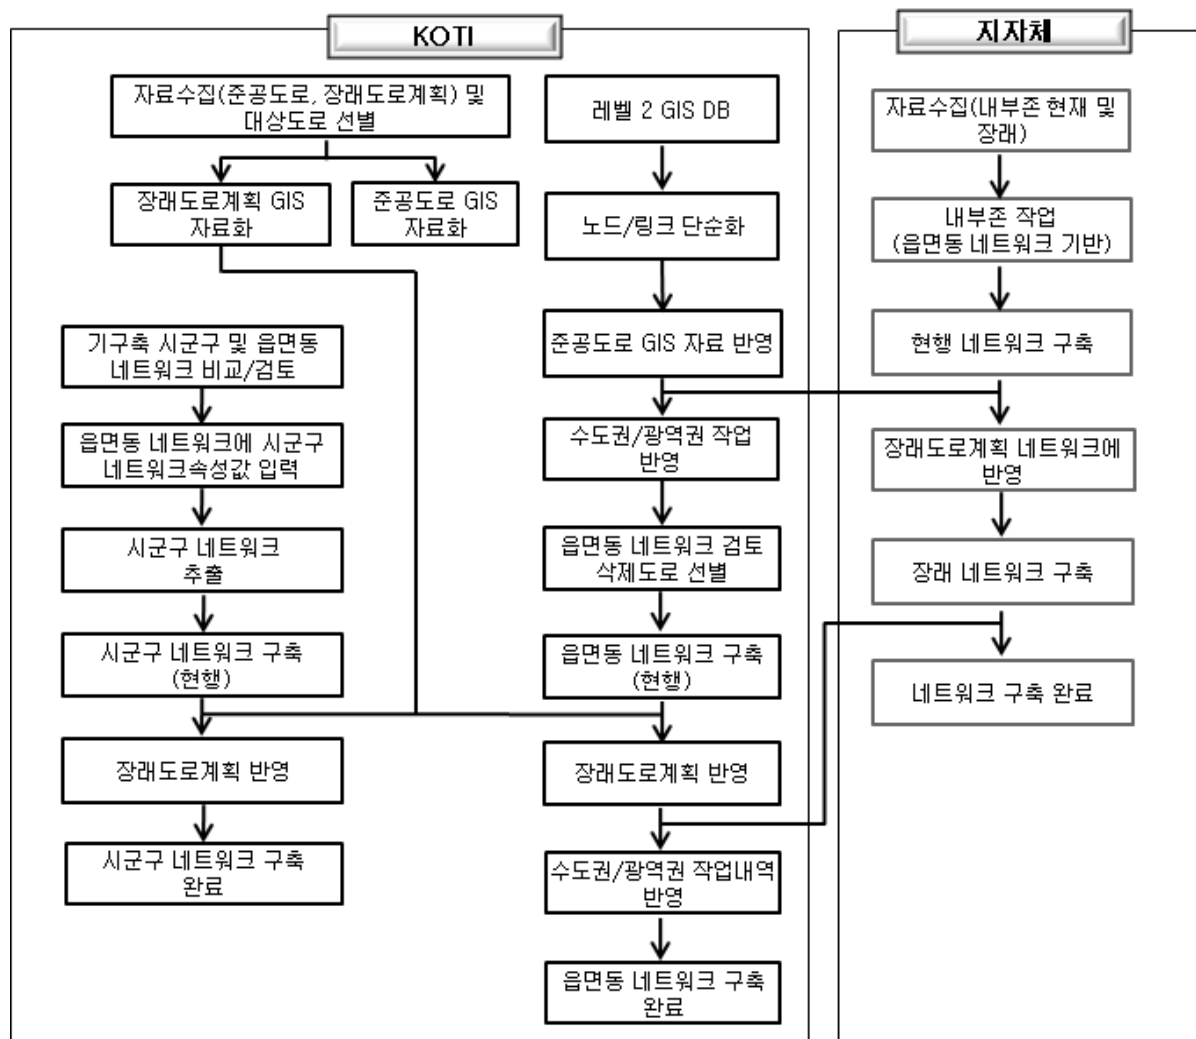 KOTI
자료수집(준공도로, 장래도로계획) 및
대상도로 선별
장래도로계획 GIS
자료화
준공도로 GIS
자료화
기구축 시군구 및 읍면동
네트워크 비교/검토
읍면동 네트워크에 시군구
네트워크속성값 입력
시군구 네트워크
추출
시군구 네트워크 구축
(현행)
장래도로계획 반영
시군구 네트워크 구축
완료
레벨 2 GIS DB
노드/링크 단순화
준공도로 GIS 자료 반영
수도권/광역권 작업
반영
읍면동 네트워크 검토
삭제도로 선별
읍면동 네트워크 구축
(현행)
장래도로계획 반영
수도권/광역권 작업내역
반영
읍면동 네트워크 구축
완료
지자체
자료수집(내부존 현재 및
장래)
내부존 작업
(읍면동 네트워크 기반)
현행 네트워크 구축
장래도로계획 네트워크에
반영
장래 네트워크 구축
네트워크 구축 완료